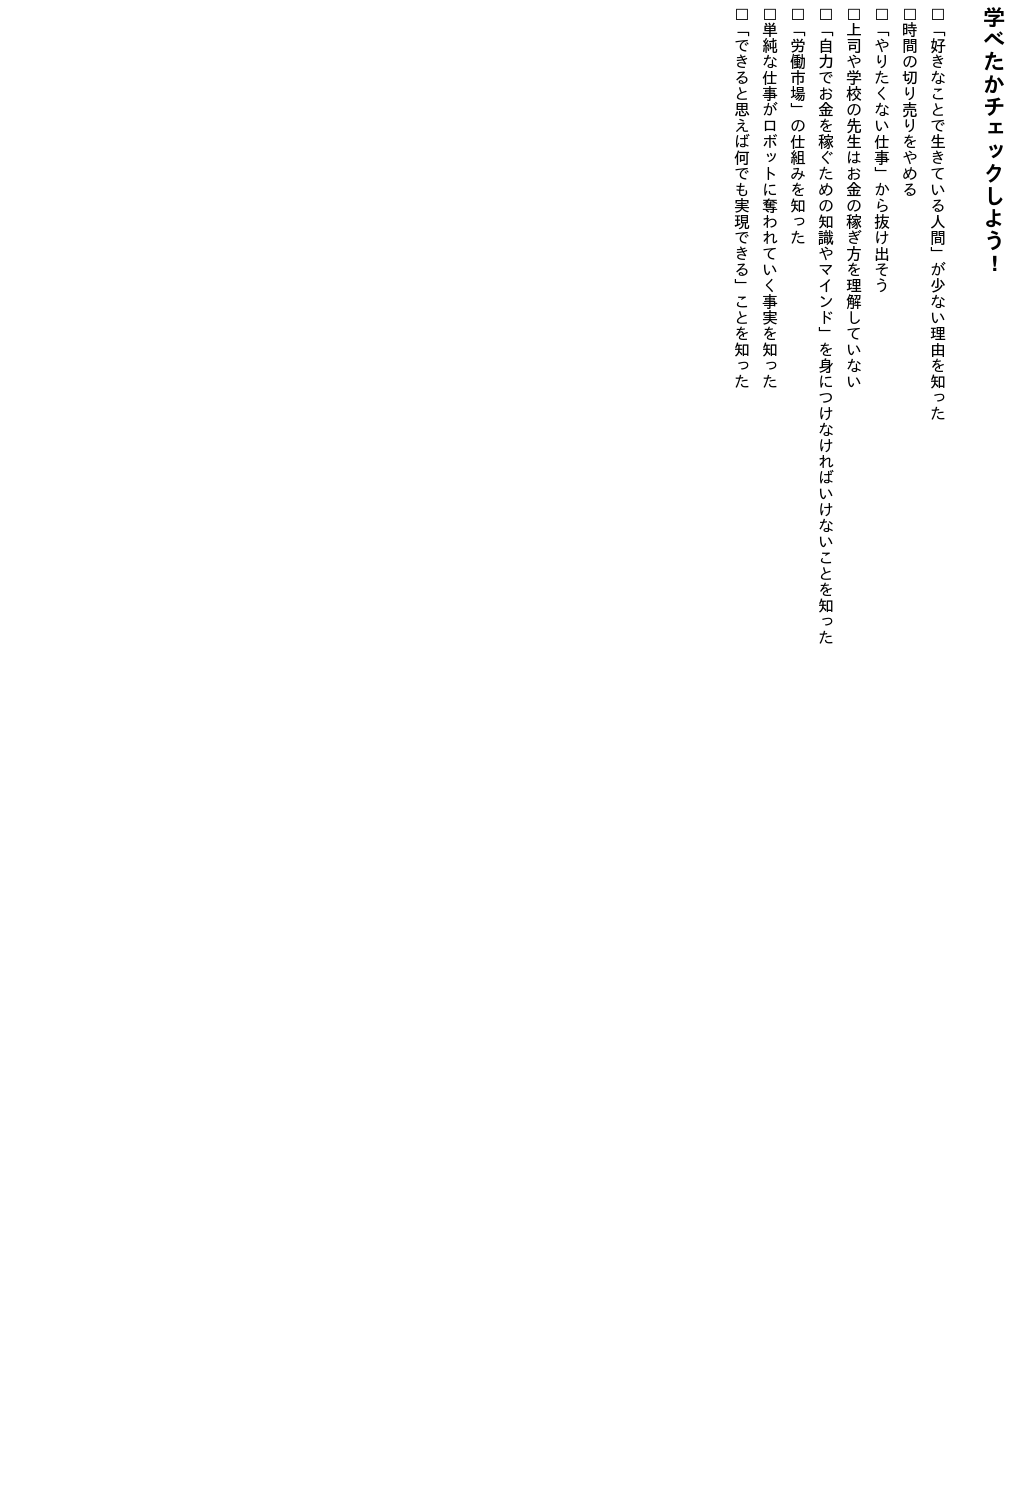 学べたかチェックしよう！
□「好きなことで生きている人間」が少ない理由を知った
□時間の切り売りをやめる
□「やりたくない仕事」から抜け出そう
□上司や学校の先生はお金の稼ぎ方を理解していない
□「自力でお金を稼ぐための知識やマインド」を身につけなければいけないことを知った
□「労働市場」の仕組みを知った
□単純な仕事がロボットに奪われていく事実を知った
□「できると思えば何でも実現できる」ことを知った